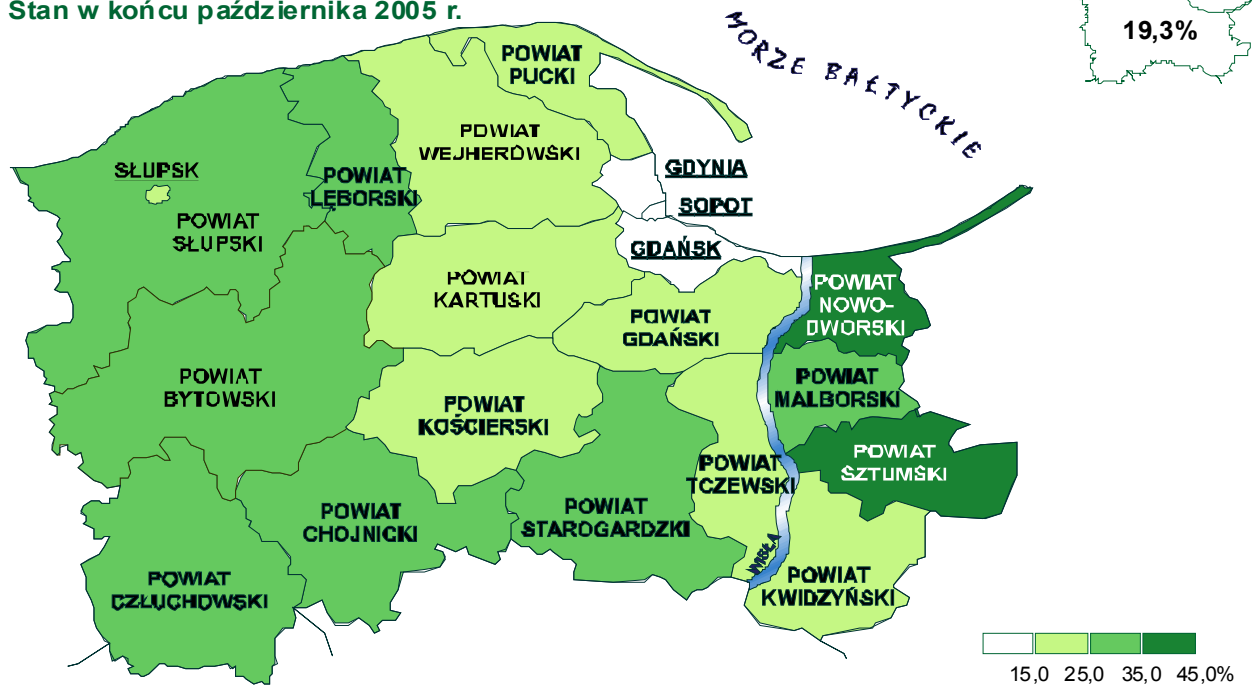 Stan w końcu października 2005 r.
19,3%
MORZE BAŁTYCKIE
POWIAT
PUCKI
POWIAT
WEJHEROWSKI
SŁUPSK
POWIAT
LĘBORSKI
GDYNIA
SOPOT
POWIAT
SŁUPSKI
GDAŃSK
POWIAT
KARTUSKI
POWIAT
NOWO-
DWORSKI
POWIAT
GDAŃSKI
POWIAT
BYTOWSKI
POWIAT
MALBORSKI
POWIAT
KOŚCIERSKI
POWIAT
SZTUMSKI
POWIAT
TCZEWSKI
POWIAT
CHOJNICKI
POWIAT
STAROGARDZKI
WISŁA
POWIAT
CZŁUCHOWSKI
POWIAT
KWIDZYŃSKI
15,0 25,0 35,0 45,0%